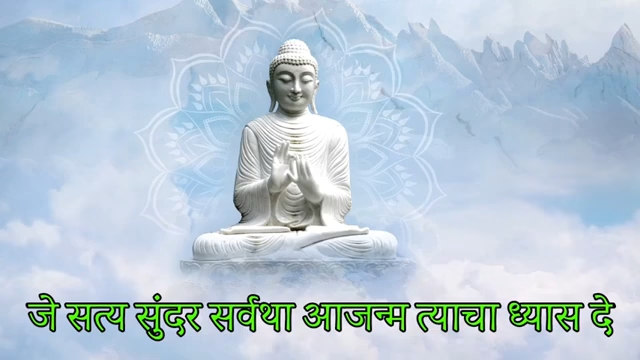 जे सत्य सुंदर सर्वथा आजन्म त्याचा ध्यास दे